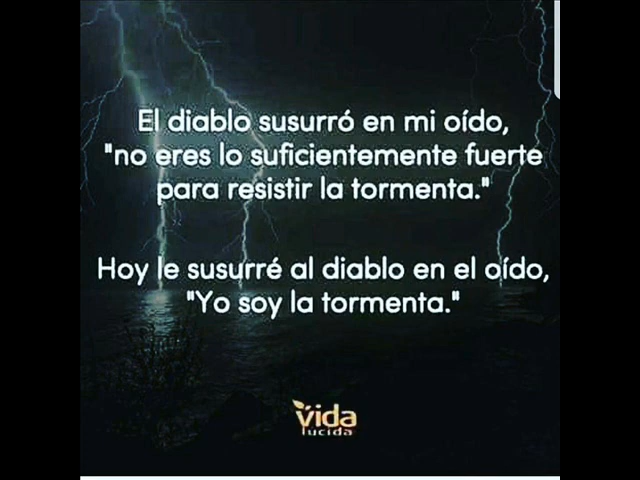 El diablo susurró en mi oído,
"no eres lo suficientemente fuerte
para resistir la tormenta."
Hoy le susurré al diablo en el oído,
"Yo soy la tormenta."
vida
lucida